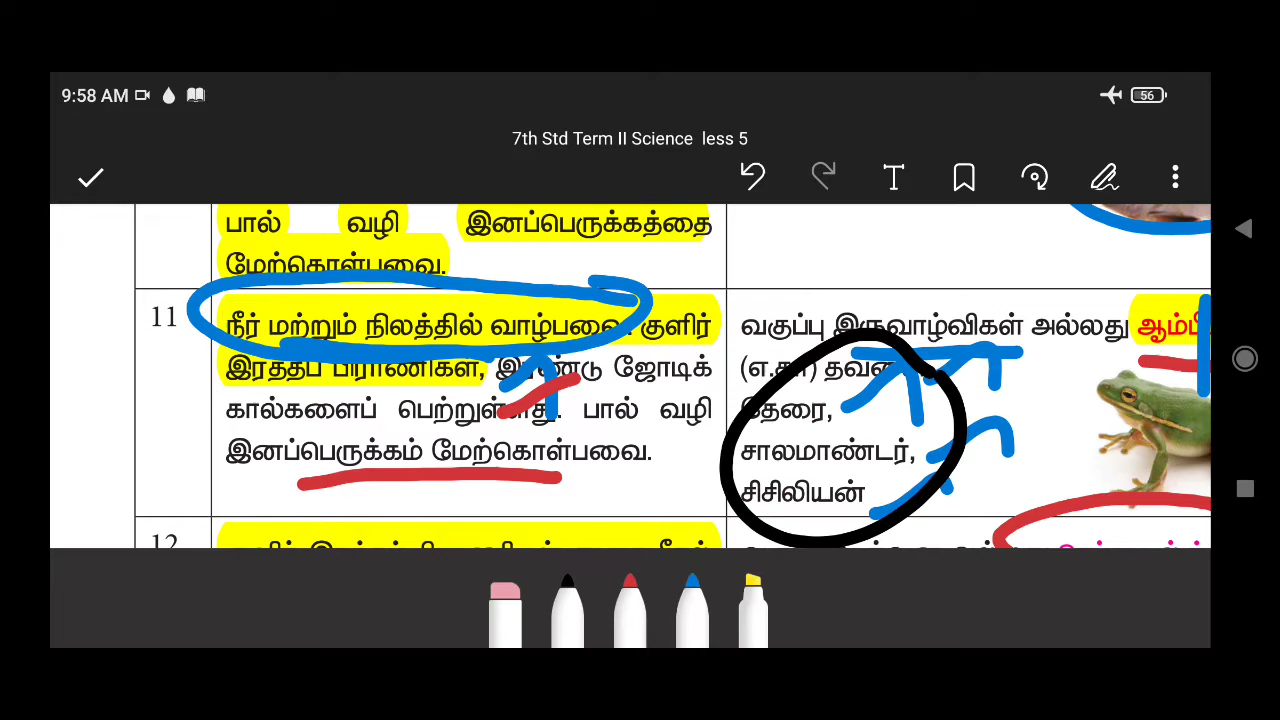 9:58 AM
56
7th Std Term II Science less 5
பால் வழி இனப்பெருக்கத்தை
மேற்கொள்பவை.
11
நீர் மற்றும் நிலத்தில் வாழ்பவை. குளிர்
இரத்தப் பிராணிகள், இரண்டு ஜோடிக்
கால்களைப் பெற்றுள்ளது. பால் வழி
இனப்பெருக்கம் மேற்கொள்பவை.
வகுப்பு இருவாழ்விகள் அல்லது
(எ.கா)
தேரை,
சாலமாண்டர்,
சிசிலியன்
12